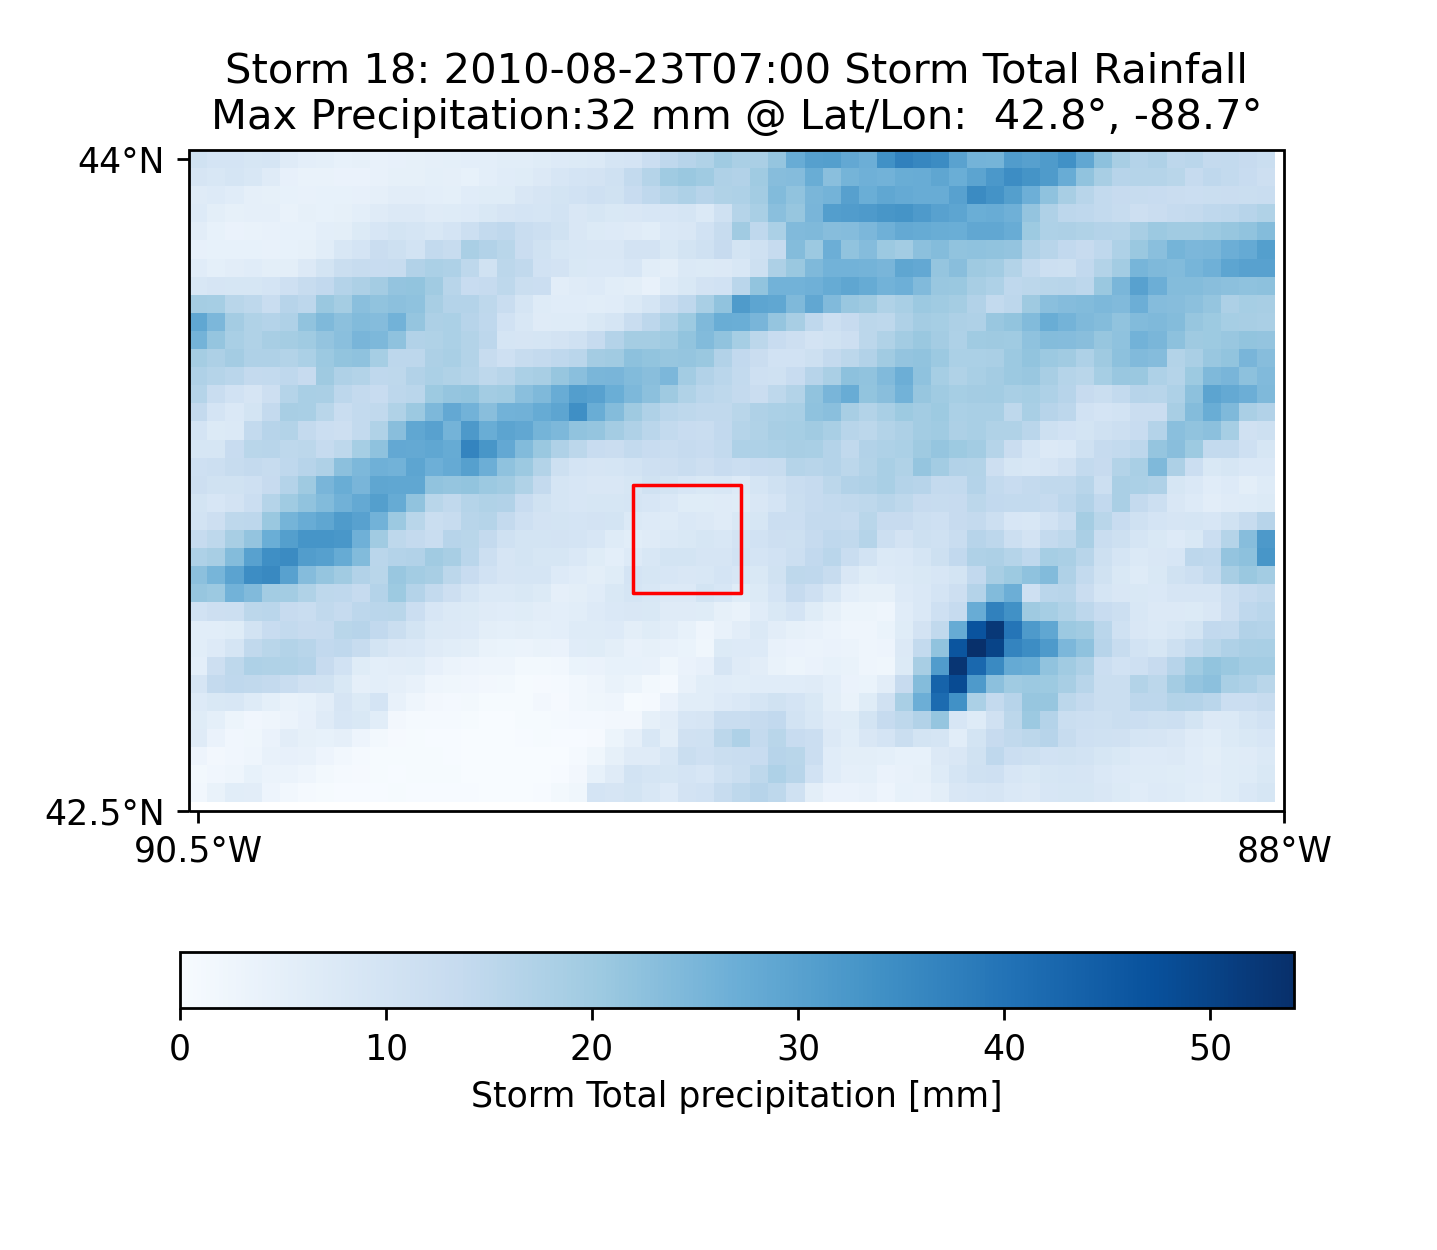 Storm 18: 2010-08-23T07:00 Storm Total Rainfall
Max Precipitation:32 mm @ Lat/Lon:  42.8°, -88.7°
44°N
42.5°N
90.5°W 88°W
0 10 20 30 40 50
Storm Total precipitation [mm]